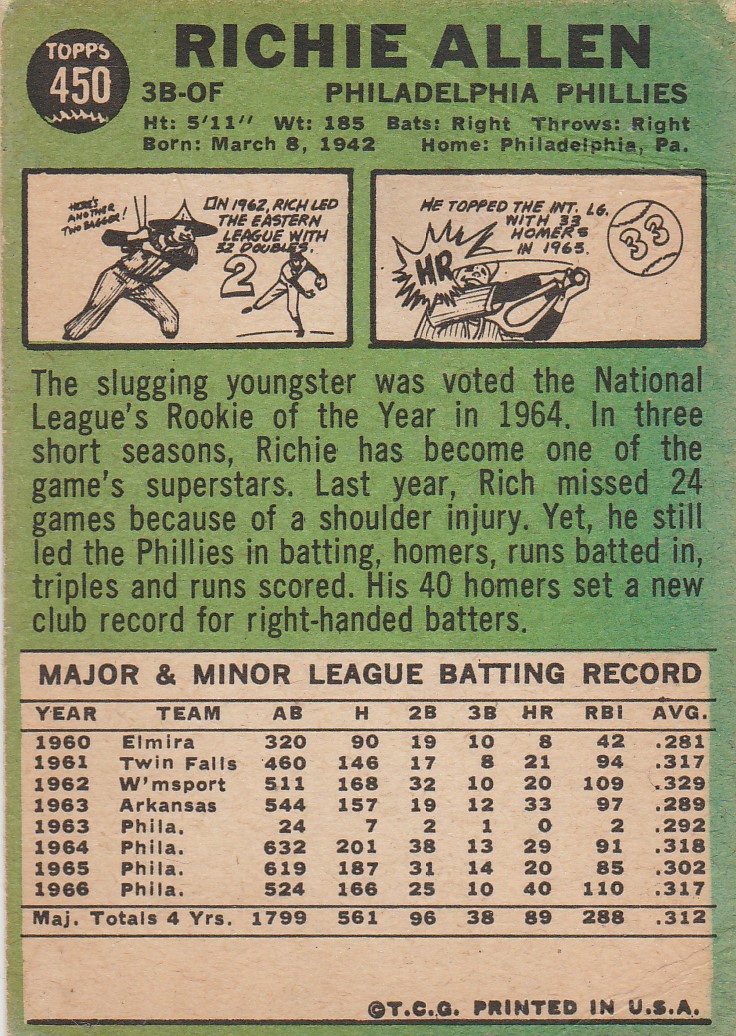 TOPPS
450
RICHIE ALLEN
3B-OF PHILADELPHIA PHILLIES
Ht: 5'11" Wt: 185 Bats: Right Throws: Right
Born: March 8, 1942 Home: Philadelphia, Pa.
HERE'S
ANOTHER
TWO BAGGER!
IN 1962, RICH LED
THE EASTERN
LEAGUE WITH
32 DOUBLES.
2
HE TOPPED THE INT. LG.
WITH 33
HOMERS
IN 1963.
33
HR
The slugging youngster was voted the National
League's Rookie of the Year in 1964. In three
short seasons, Richie has become one of the
game's superstars. Last year, Rich missed 24
games because of a shoulder injury. Yet, he still
led the Phillies in batting, homers, runs batted in,
triples and runs scored. His 40 homers set a new
club record for right-handed batters.
MAJOR & MINOR LEAGUE BATTING RECORD
YEAR TEAM AB H 2B 3B HR RBI AVG.
1960 Elmira 320 90 19 10 8 42 .281
1961 Twin Falls 460 146 17 8 21 94 .317
1962 W'msport 511 168 32 10 20 109 .329
1963 Arkansas 544 157 19 12 33 97 .289
1963 Phila. 24 7 2 1 0 2 .292
1964 Phila. 632 201 38 13 29 91 .318
1965 Phila. 619 187 31 14 20 85 .302
1966 Phila. 524 166 25 10 40 110 .317
Maj. Totals 4 Yrs. 1799 561 96 38 89 288 .312
©T.C.G. PRINTED IN U.S.A.